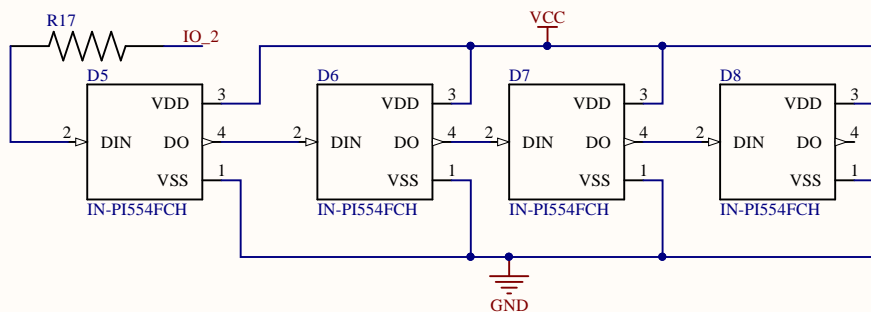 R17
IO_2
VCC
D5
D6
D7
D8
VDD 3
VDD 3
VDD 3
VDD 3
2 DIN DO 4
2 DIN DO 4
2 DIN DO 4
2 DIN DO 4
VSS 1
VSS 1
VSS 1
VSS 1
IN-PI554FCH
IN-PI554FCH
IN-PI554FCH
IN-PI554FCH
GND